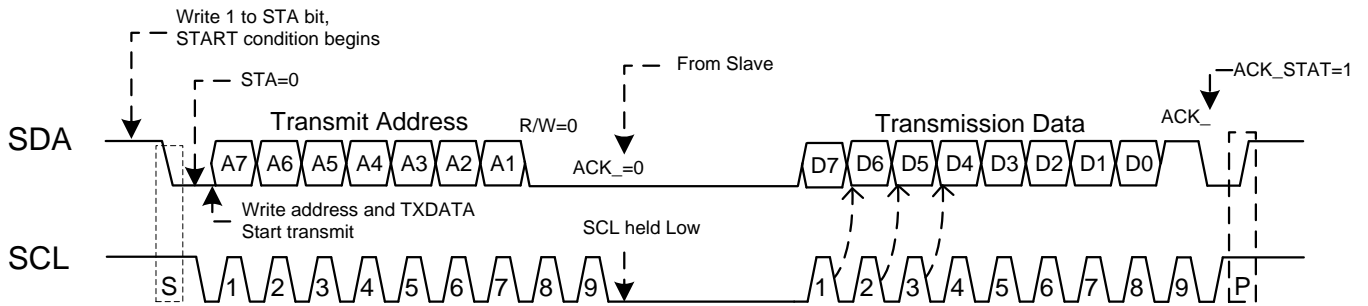 Write 1 to STA bit,
START condition begins
STA=0
From Slave
ACK_STAT=1
Transmit Address
R/W=0
Transmission Data
ACK_
SDA
A7 A6 A5 A4 A3 A2 A1
ACK_=0
D7 D6 D5 D4 D3 D2 D1 D0
Write address and TXDATA
Start transmit
SCL held Low
SCL
S 1 2 3 4 5 6 7 8 9 1 2 3 4 5 6 7 8 9 P